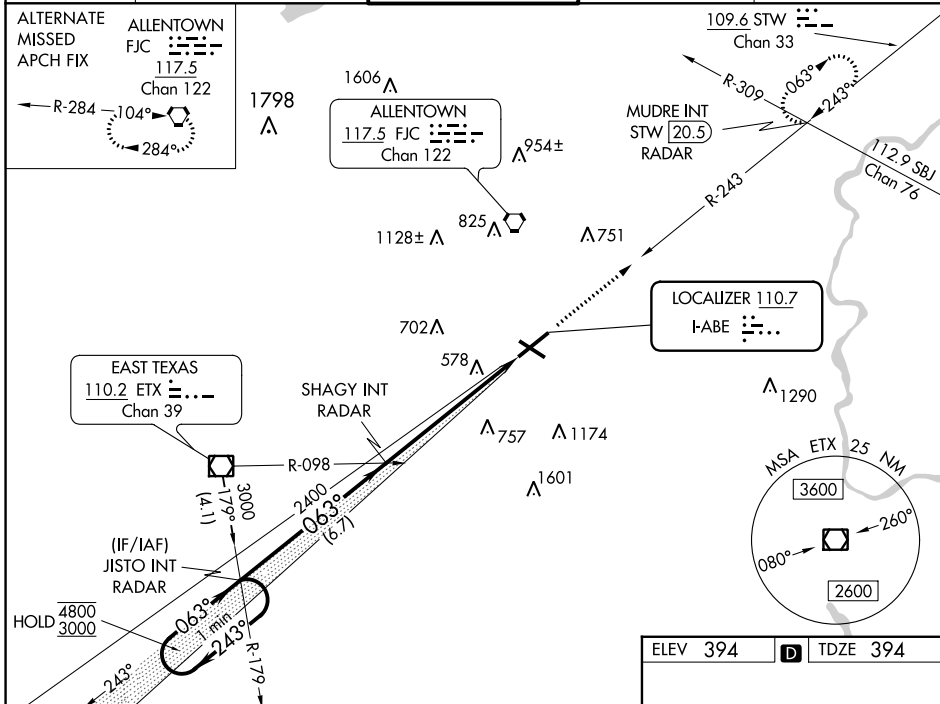 ALTERNATE
MISSED
APCH FIX
ALLENTOWN
FJC
117.5
Chan 122
R-284
104°
284°
1798
1606
ALLENTOWN
117.5 FJC
Chan 122
954±
825
1128±
751
109.6 STW
Chan 33
R-309
063°
243°
MUDRE INT
STW 20.5
RADAR
112.9 SBJ
Chan 76
R-243
LOCALIZER 110.7
I-ABE
702
578
EAST TEXAS
110.2 ETX
Chan 39
SHAGY INT
RADAR
1290
757
1174
1601
R-098
3000
179°
(4.1)
2400
063°
(6.7)
(IF/IAF)
JISTO INT
RADAR
HOLD 4800
3000
063°
1 min
243°
243°
R-179
MSA ETX 25 NM
3600
260°
080°
2600
ELEV 394 D TDZE 394